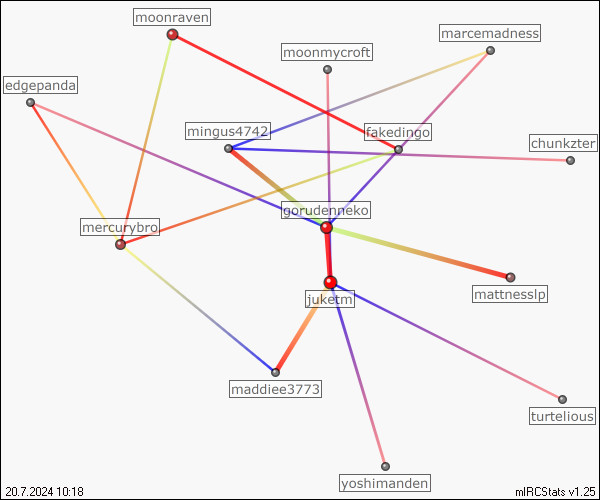 moonraven
marcemadness
moonmycroft
edgepanda
mingus4742
fakedingo
chunkzter
gorudenneko
mercurybro
mattnesslp
juketm
maddiee3773
turtelious
yoshimanden
20.7.2024 10:18
mIRCStats v1.25